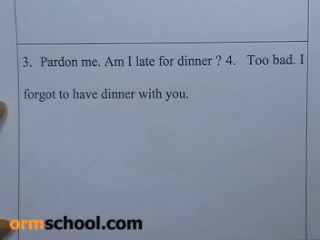 3. Pardon me. Am I late for dinner ? 4. Too bad. I
forgot to have dinner with you.
ormschool.com